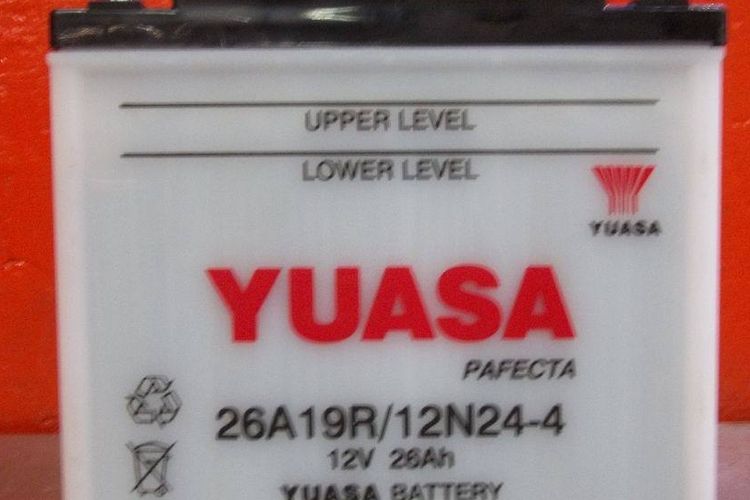 UPPER LEVEL
LOWER LEVEL
YUASA
YUASA
PAFECTA
26A19R/12N24-4
12V 26Ah
YUASA BATTERY